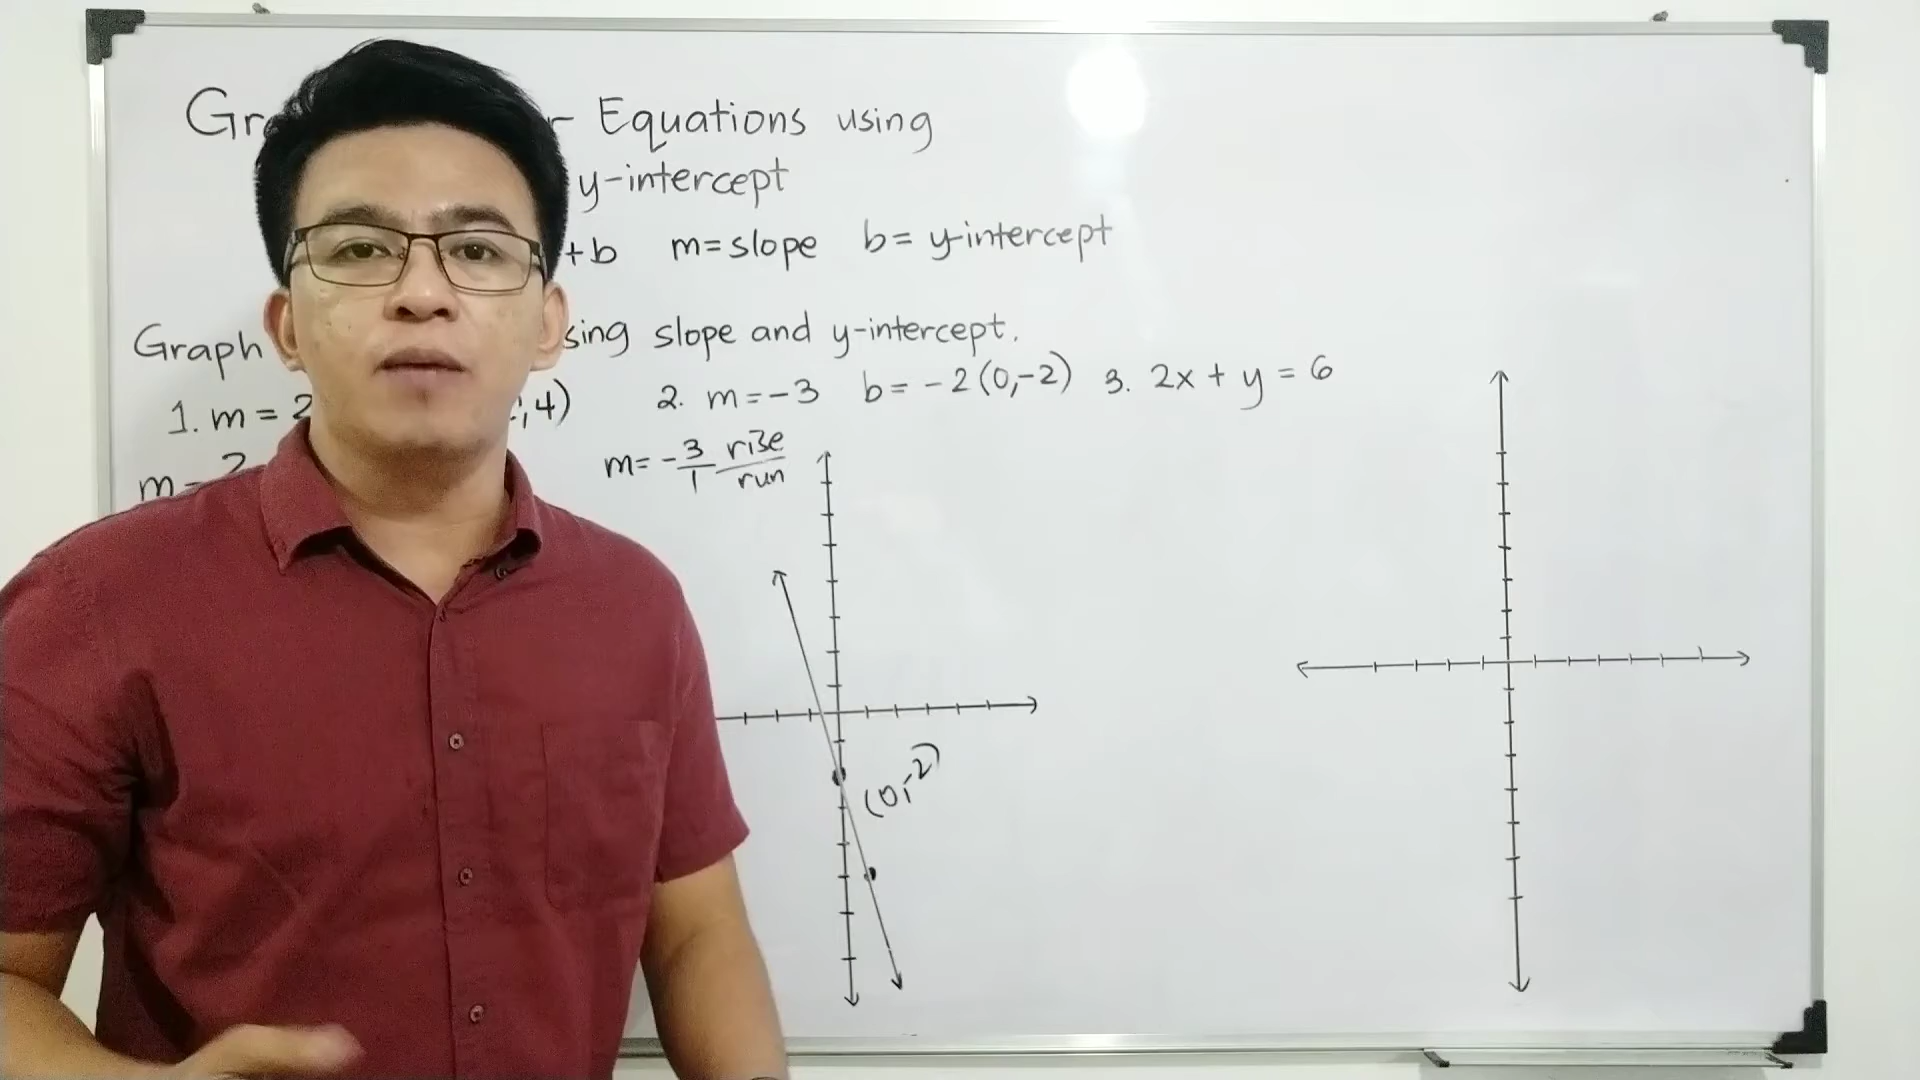 Equations using
y-intercept
+b m=slope b= y-intercept
Graph sing slope and y-intercept.
1. m = 2 ,4) 2. m = -3 b = -2 (0,-2) 3. 2x + y = 6
m = -3/1 rise/run
(0,-2)